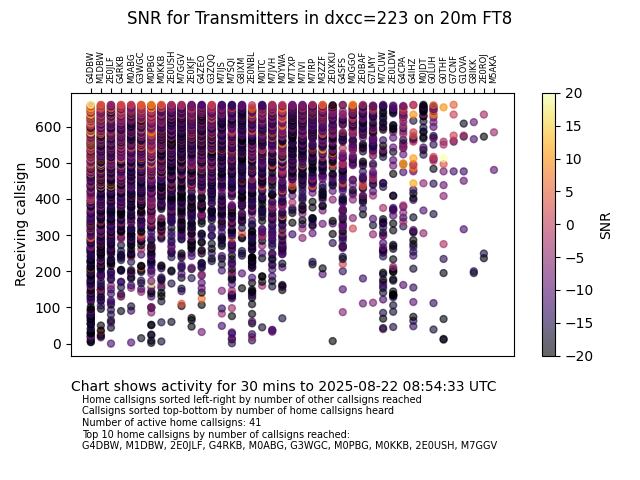 SNR for Transmitters in dxcc=223 on 20m FT8
G4DBW M1DBW 2E0JLF G4RKB M0ABG G3WGC M0PBG M0KKB 2E0USH M7GGV 2E0KJF G4ZEO G3ZQQ M7IJS M7SQI G8IXM 2E0NBL M0ITC M7JVH M0YWA M7TXP M7IVI M7IRP M3ZZF 2E0XKU G4SFS M0GGO 2E0BAF G7LMY M7CUW 2E0LDW G4CPA G4IHZ M0JDT G0LUH G0THF G7CNF G1OVA G8IKK 2E0ROJ M5AKA
600
500
400
300
200
100
0
Receiving callsign
20
15
10
5
0
−5
−10
−15
−20
SNR
Chart shows activity for 30 mins to 2025-08-22 08:54:33 UTC
Home callsigns sorted left-right by number of other callsigns reached
Callsigns sorted top-bottom by number of home callsigns heard
Number of active home callsigns: 41
Top 10 home callsigns by number of callsigns reached:
G4DBW, M1DBW, 2E0JLF, G4RKB, M0ABG, G3WGC, M0PBG, M0KKB, 2E0USH, M7GGV